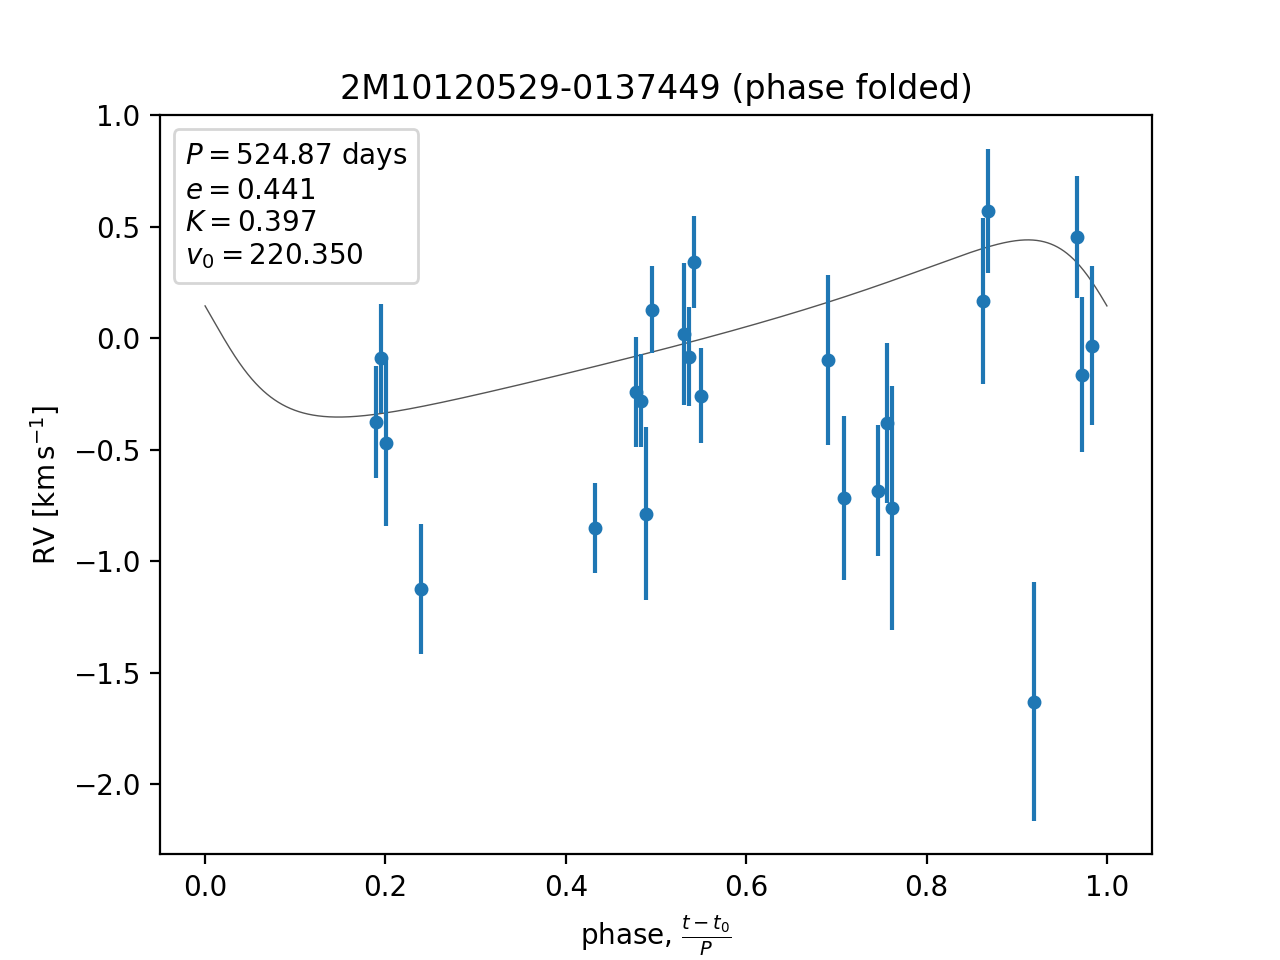 2M10120529-0137449 (phase folded)
P = 524.87 days
e = 0.441
K = 0.397
v₀ = 220.350
1.0
0.5
0.0
−0.5
−1.0
−1.5
−2.0
RV [km s⁻¹]
0.0 0.2 0.4 0.6 0.8 1.0
phase, (t − t₀)/P